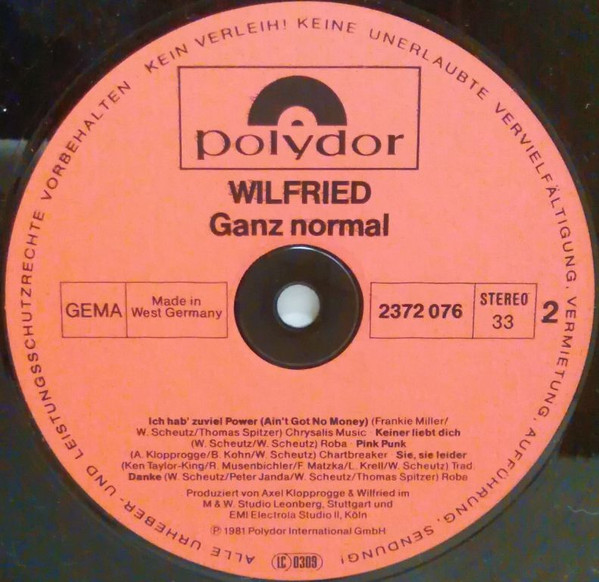 ALLE URHEBER- UND LEISTUNGSSCHUTZRECHTE VORBEHALTEN KEIN VERLEIH! KEINE UNERLAUBTE VERVIELFÄLTIGUNG, VERMIETUNG, AUFFÜHRUNG, SENDUNG!
polydor
WILFRIED
Ganz normal
GEMA
Made in
West Germany
2372 076
STEREO
33
2
Ich hab' zuviel Power (Ain't Got No Money) (Frankie Miller/
W. Scheutz/Thomas Spitzer) Chrysalis Music · Keiner liebt dich
(W. Scheutz/W. Scheutz) Roba · Pink Punk
(A. Klopprogge/B. Kohn/W. Scheutz) Chartbreaker · Sie, sie leider
(Ken Taylor-King/R. Musenbichler/F. Matzka/L. Krell/W. Scheutz) Trad.
Danke (W. Scheutz/Peter Janda/W. Scheutz/Thomas Spitzer) Roba
Produziert von Axel Klopprogge & Wilfried im
M & W. Studio Leonberg, Stuttgart und
EMI Electrola Studio II, Köln
℗ 1981 Polydor International GmbH
LC 0309